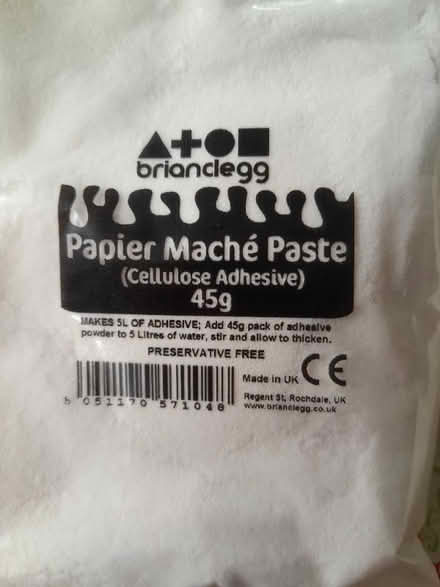 brianclegg
Papier Maché Paste
(Cellulose Adhesive)
45g
MAKES 5L OF ADHESIVE; Add 45g pack of adhesive
powder to 5 Litres of water, stir and allow to thicken.
PRESERVATIVE FREE
Made in UK CE
5 051170 571048
Regent St, Rochdale, UK
www.brianclegg.co.uk